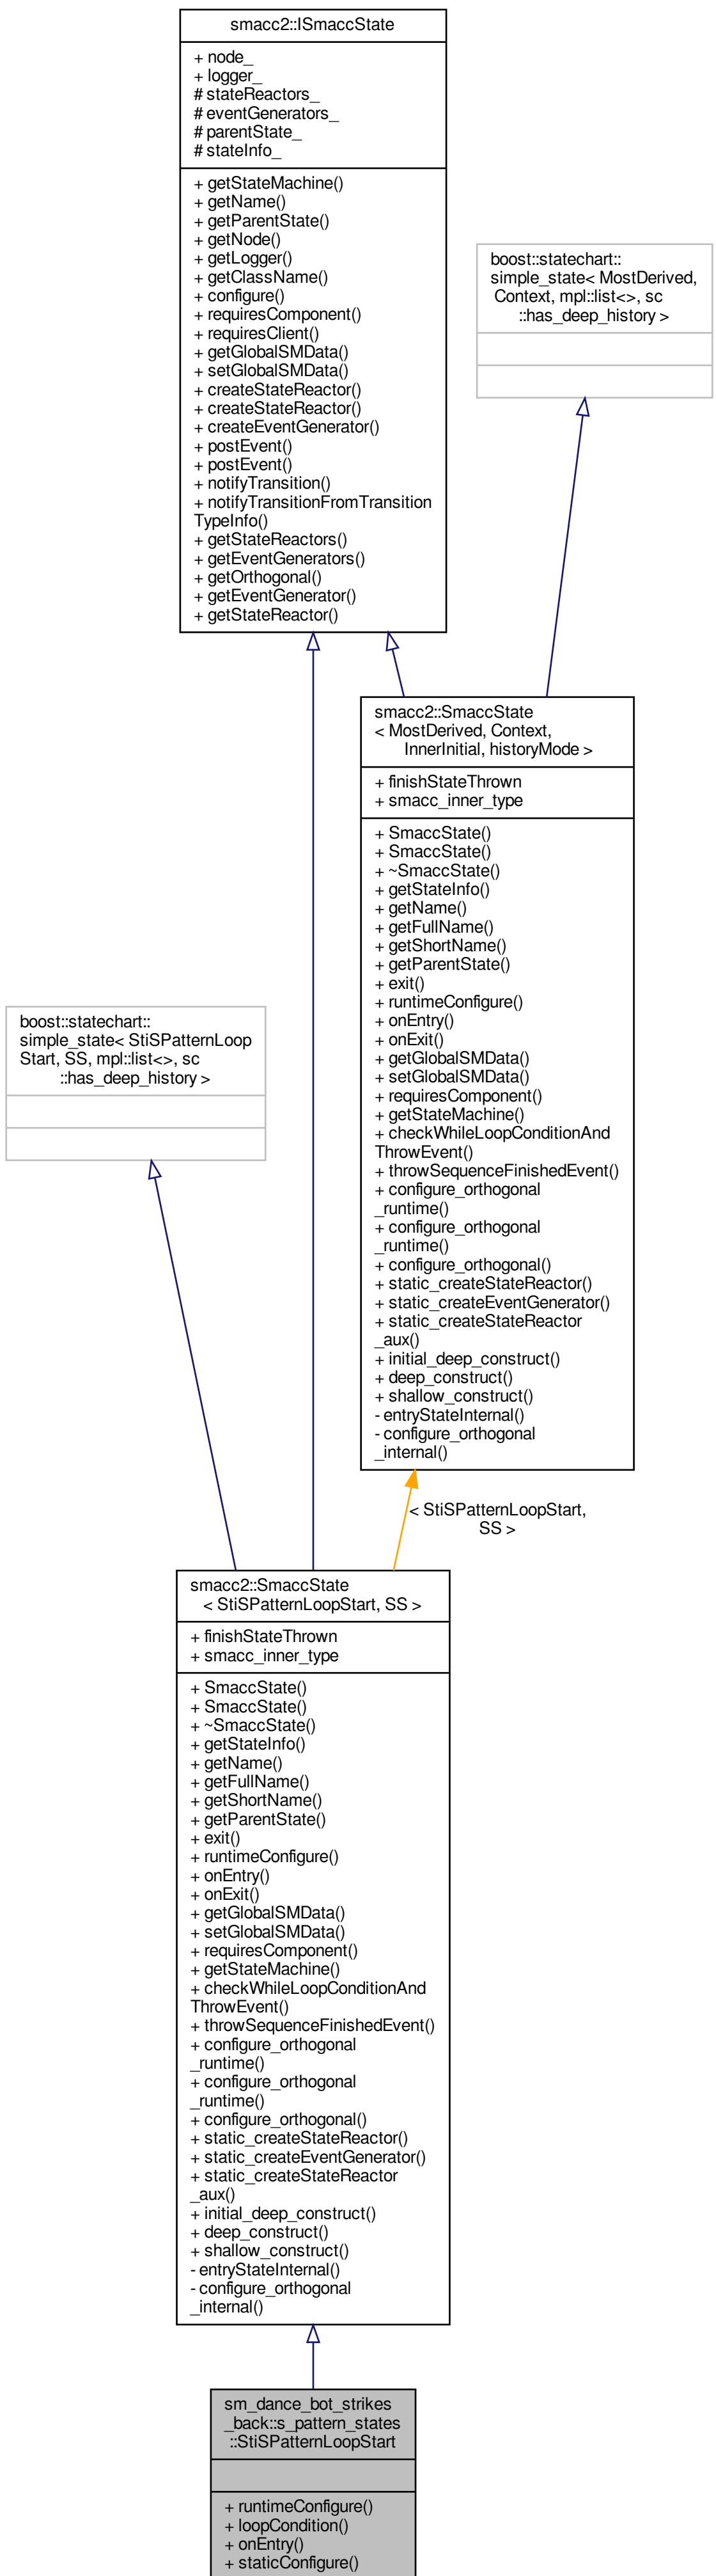 smacc2::ISmaccState
+ node_
+ logger_
# stateReactors_
# eventGenerators_
# parentState_
# stateInfo_
+ getStateMachine()
+ getName()
+ getParentState()
+ getNode()
+ getLogger()
+ getClassName()
+ configure()
+ requiresComponent()
+ requiresClient()
+ getGlobalSMData()
+ setGlobalSMData()
+ createStateReactor()
+ createStateReactor()
+ createEventGenerator()
+ postEvent()
+ postEvent()
+ notifyTransition()
+ notifyTransitionFromTransition
TypeInfo()
+ getStateReactors()
+ getEventGenerators()
+ getOrthogonal()
+ getEventGenerator()
+ getStateReactor()
boost::statechart::
simple_state< MostDerived,
Context, mpl::list<>, sc
::has_deep_history >
smacc2::SmaccState
< MostDerived, Context,
InnerInitial, historyMode >
+ finishStateThrown
+ smacc_inner_type
+ SmaccState()
+ SmaccState()
+ ~SmaccState()
+ getStateInfo()
+ getName()
+ getFullName()
+ getShortName()
+ getParentState()
+ exit()
+ runtimeConfigure()
+ onEntry()
+ onExit()
+ getGlobalSMData()
+ setGlobalSMData()
+ requiresComponent()
+ getStateMachine()
+ checkWhileLoopConditionAnd
ThrowEvent()
+ throwSequenceFinishedEvent()
+ configure_orthogonal
_runtime()
+ configure_orthogonal
_runtime()
+ configure_orthogonal()
+ static_createStateReactor()
+ static_createEventGenerator()
+ static_createStateReactor
_aux()
+ initial_deep_construct()
+ deep_construct()
+ shallow_construct()
- entryStateInternal()
- configure_orthogonal
_internal()
boost::statechart::
simple_state< StiSPatternLoop
Start, SS, mpl::list<>, sc
::has_deep_history >
< StiSPatternLoopStart,
SS >
smacc2::SmaccState
< StiSPatternLoopStart, SS >
+ finishStateThrown
+ smacc_inner_type
+ SmaccState()
+ SmaccState()
+ ~SmaccState()
+ getStateInfo()
+ getName()
+ getFullName()
+ getShortName()
+ getParentState()
+ exit()
+ runtimeConfigure()
+ onEntry()
+ onExit()
+ getGlobalSMData()
+ setGlobalSMData()
+ requiresComponent()
+ getStateMachine()
+ checkWhileLoopConditionAnd
ThrowEvent()
+ throwSequenceFinishedEvent()
+ configure_orthogonal
_runtime()
+ configure_orthogonal
_runtime()
+ configure_orthogonal()
+ static_createStateReactor()
+ static_createEventGenerator()
+ static_createStateReactor
_aux()
+ initial_deep_construct()
+ deep_construct()
+ shallow_construct()
- entryStateInternal()
- configure_orthogonal
_internal()
sm_dance_bot_strikes
_back::s_pattern_states
::StiSPatternLoopStart
+ runtimeConfigure()
+ loopCondition()
+ onEntry()
+ staticConfigure()